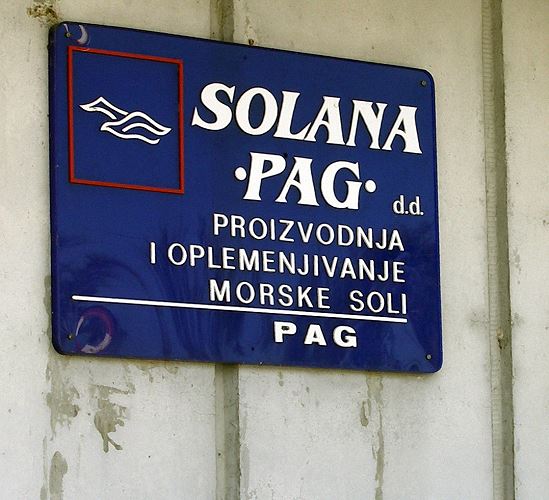 SOLANA
·PAG·
d.d.
PROIZVODNJA
I OPLEMENJIVANJE
MORSKE SOLI
PAG